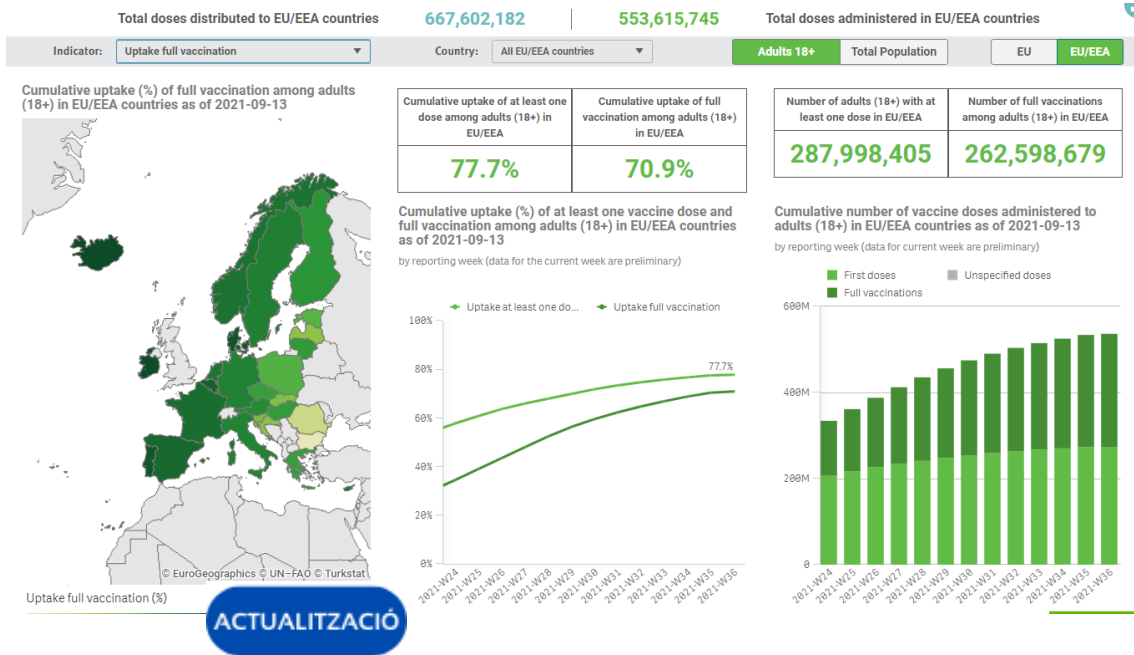 Total doses distributed to EU/EEA countries
667,602,182
553,615,745
Total doses administered in EU/EEA countries
Indicator:
Uptake full vaccination
Country:
All EU/EEA countries
Adults 18+
Total Population
EU
EU/EEA
Cumulative uptake (%) of full vaccination among adults
(18+) in EU/EEA countries as of 2021-09-13
© EuroGeographics © UN–FAO © Turkstat
Uptake full vaccination (%)
ACTUALITZACIÓ
Cumulative uptake of at least one
dose among adults (18+) in
EU/EEA
77.7%
Cumulative uptake of full
vaccination among adults (18+)
in EU/EEA
70.9%
Cumulative uptake (%) of at least one vaccine dose and
full vaccination among adults (18+) in EU/EEA countries
as of 2021-09-13
by reporting week (data for the current week are preliminary)
Uptake at least one do...
Uptake full vaccination
100%
80%
60%
40%
20%
0%
77.7%
2021-W24
2021-W25
2021-W26
2021-W27
2021-W28
2021-W29
2021-W30
2021-W31
2021-W32
2021-W33
2021-W34
2021-W35
2021-W36
Number of adults (18+) with at
least one dose in EU/EEA
287,998,405
Number of full vaccinations
among adults (18+) in EU/EEA
262,598,679
Cumulative number of vaccine doses administered to
adults (18+) in EU/EEA countries as of 2021-09-13
by reporting week (data for current week are preliminary)
First doses
Unspecified doses
Full vaccinations
600M
400M
200M
0
2021-W24
2021-W25
2021-W26
2021-W27
2021-W28
2021-W29
2021-W30
2021-W31
2021-W32
2021-W33
2021-W34
2021-W35
2021-W36